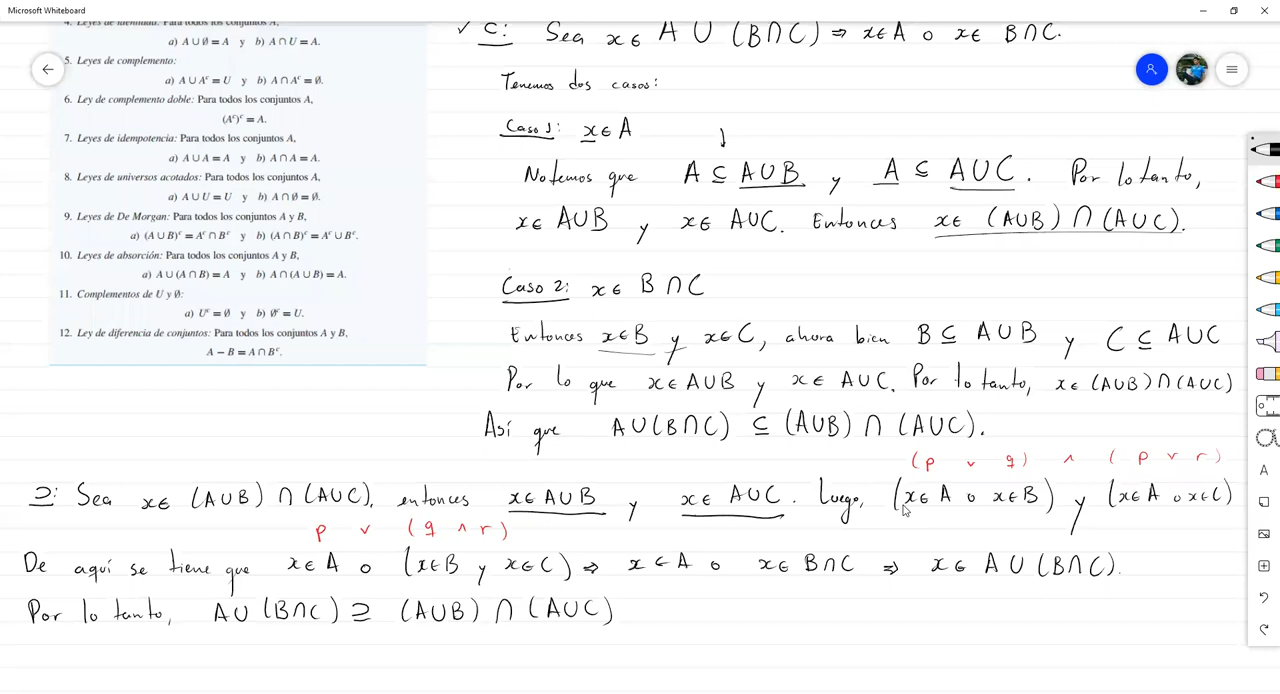 Microsoft Whiteboard
4. Leyes de identidad: Para todos los conjuntos A,
a) A ∪ ∅ = A y b) A ∩ U = A.
5. Leyes de complemento:
a) A ∪ Aᶜ = U y b) A ∩ Aᶜ = ∅.
6. Ley de complemento doble: Para todos los conjuntos A,
(Aᶜ)ᶜ = A.
7. Leyes de idempotencia: Para todos los conjuntos A,
a) A ∪ A = A y b) A ∩ A = A.
8. Leyes de universos acotados: Para todos los conjuntos A,
a) A ∪ U = U y b) A ∩ ∅ = ∅.
9. Leyes de De Morgan: Para todos los conjuntos A y B,
a) (A ∪ B)ᶜ = Aᶜ ∩ Bᶜ y b) (A ∩ B)ᶜ = Aᶜ ∪ Bᶜ.
10. Leyes de absorción: Para todos los conjuntos A y B,
a) A ∪ (A ∩ B) = A y b) A ∩ (A ∪ B) = A.
11. Complementos de U y ∅:
a) Uᶜ = ∅ y b) ∅ᶜ = U.
12. Ley de diferencia de conjuntos: Para todos los conjuntos A y B,
A − B = A ∩ Bᶜ.
✓ ⊆: Sea x ∈ A ∪ (B∩C) ⇒ x∈A o x∈ B∩C.
Tenemos dos casos:
Caso 1: x∈A
Notemos que A ⊆ A∪B y A ⊆ A∪C. Por lo tanto,
x∈ A∪B y x∈ A∪C. Entonces x∈ (A∪B) ∩ (A∪C).
Caso 2: x∈ B∩C
Entonces x∈B y x∈C, ahora bien B ⊆ A∪B y C ⊆ A∪C
Por lo que x∈A∪B y x∈ A∪C. Por lo tanto, x∈(A∪B)∩(A∪C)
Así que A∪(B∩C) ⊆ (A∪B) ∩ (A∪C).
(p ∨ q) ∧ (p ∨ r)
⊇: Sea x∈ (A∪B) ∩ (A∪C), entonces x∈A∪B y x∈ A∪C. Luego, (x∈A o x∈B) y (x∈A o x∈C)
p ∨ (q ∧ r)
De aquí se tiene que x∈A o (x∈B y x∈C) ⇒ x∈A o x∈B∩C ⇒ x∈ A∪(B∩C).
Por lo tanto, A∪(B∩C) ⊇ (A∪B) ∩ (A∪C)